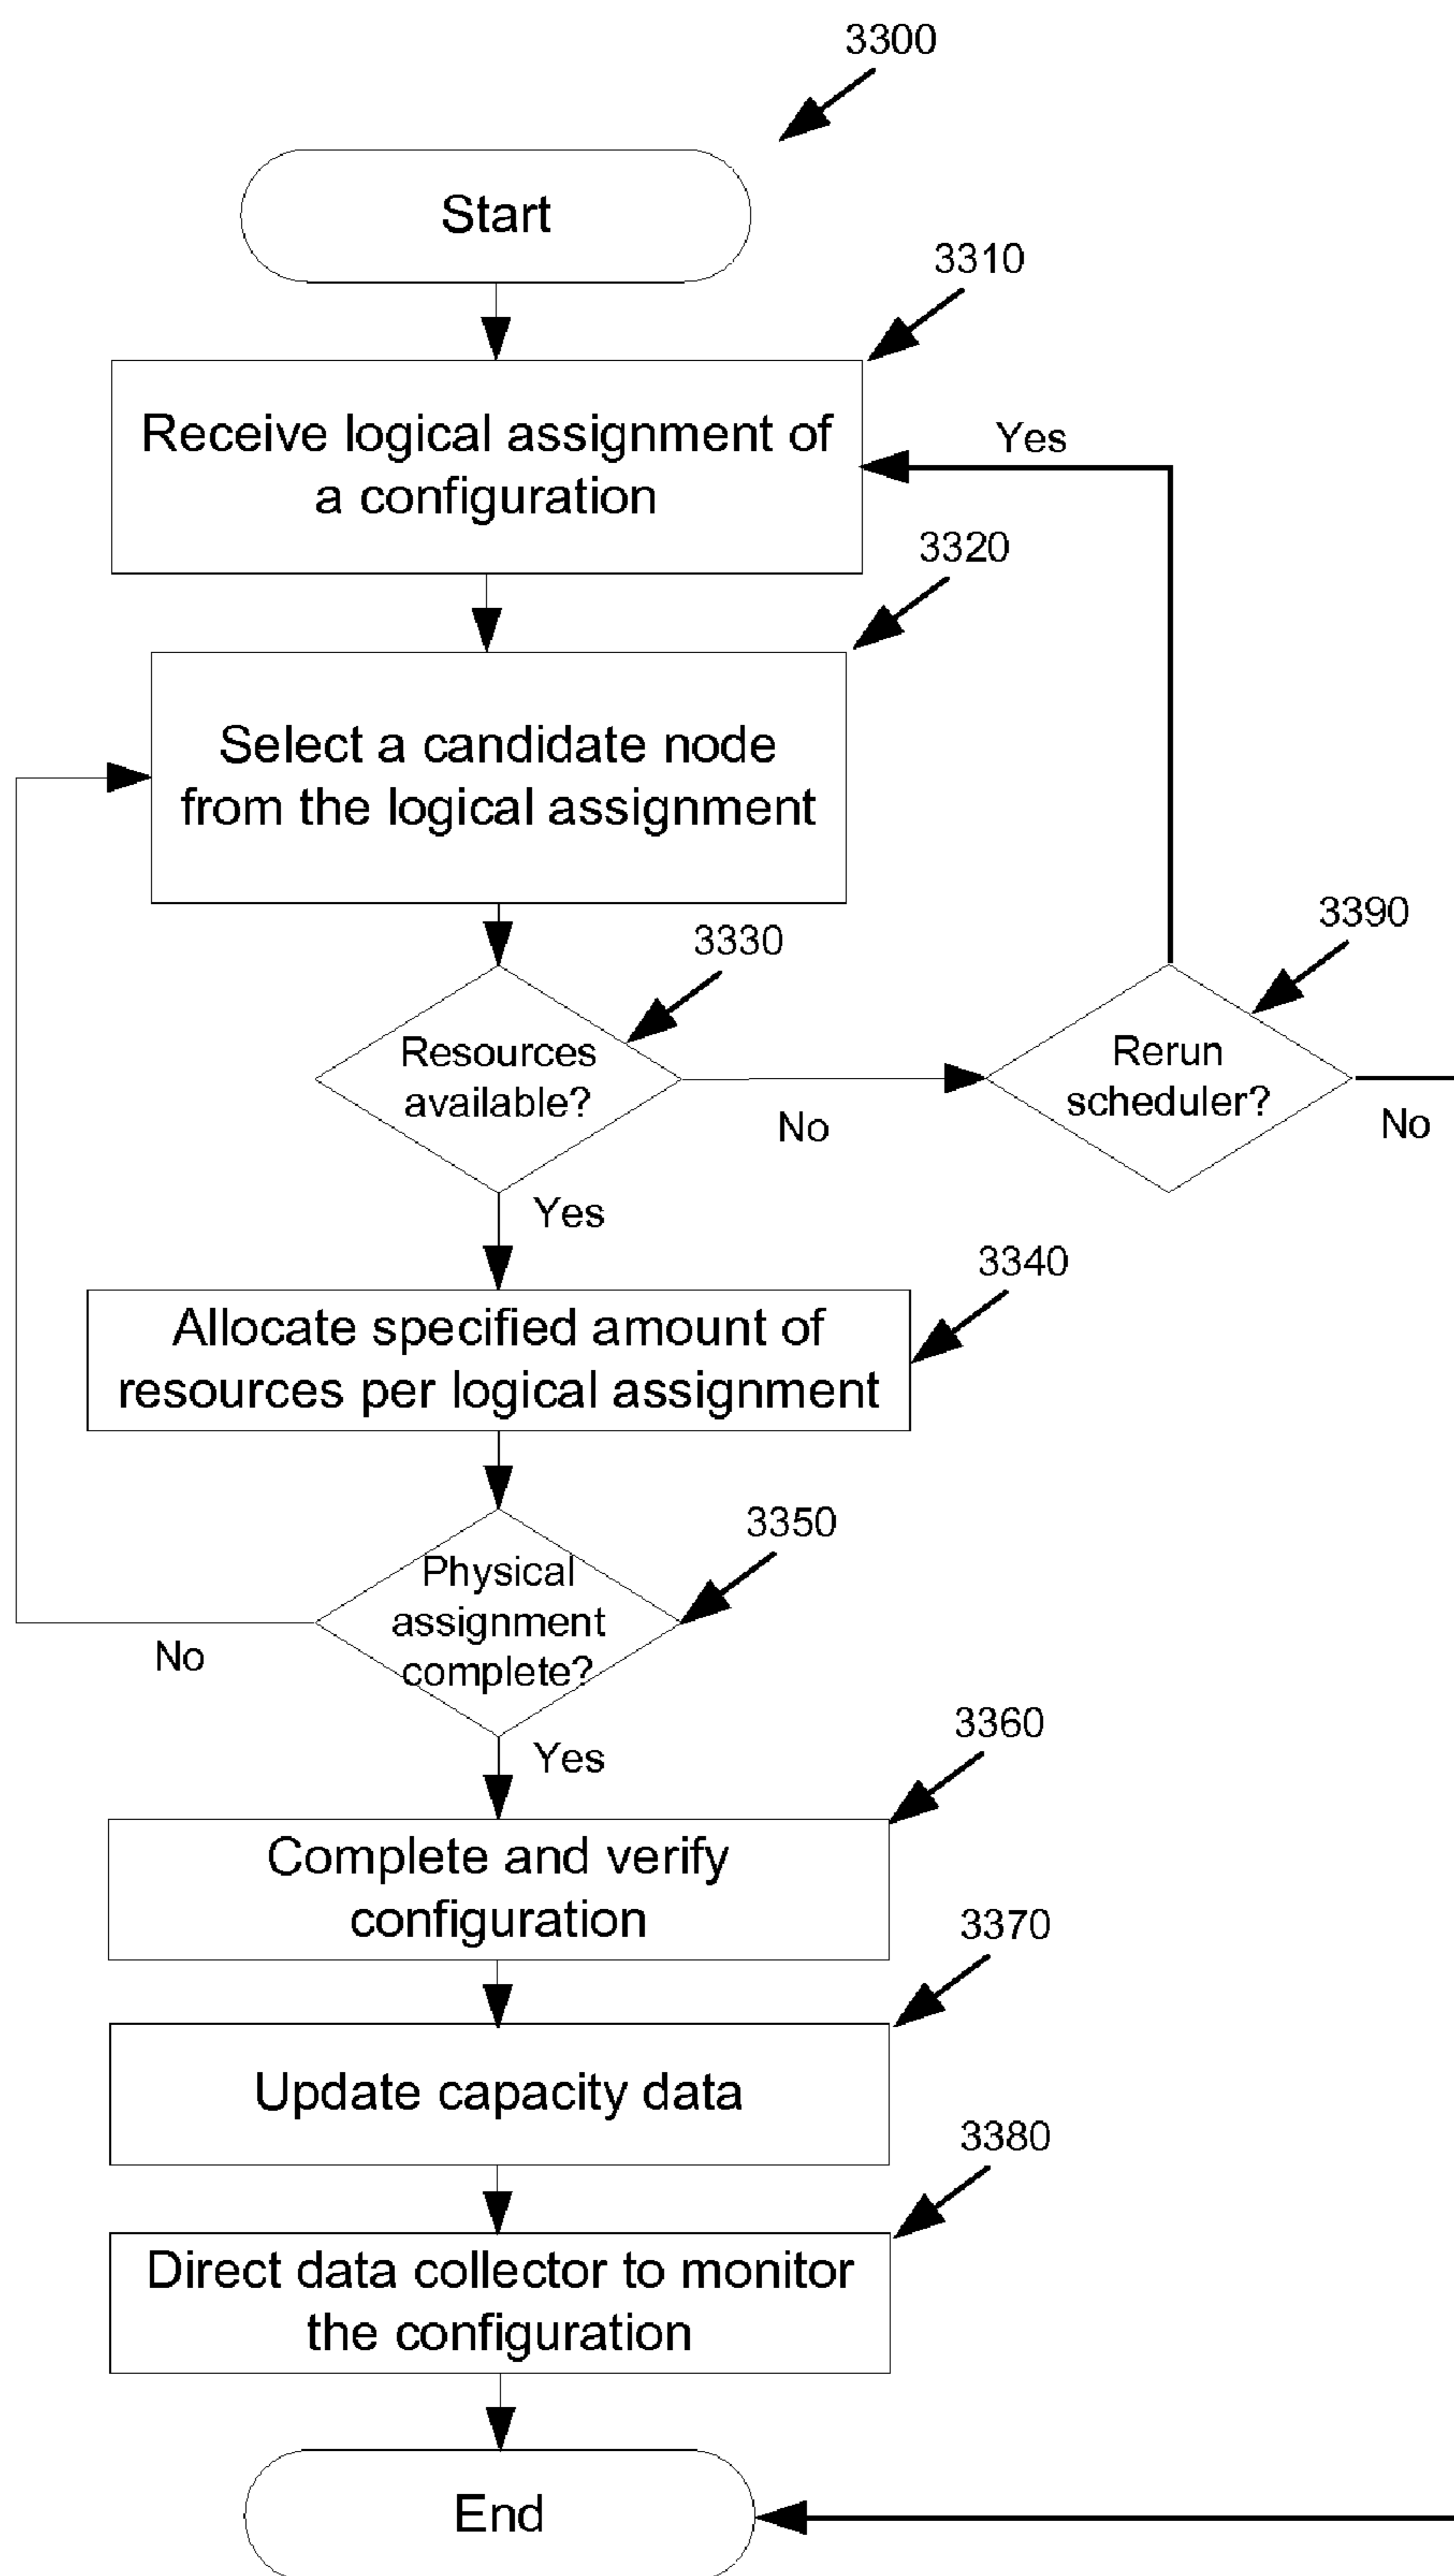 3300
Start
3310
Receive logical assignment of
a configuration
Yes
3320
Select a candidate node
from the logical assignment
3330
3390
Resources
available?
Rerun
scheduler?
No
No
Yes
3340
Allocate specified amount of
resources per logical assignment
3350
Physical
assignment
complete?
No
Yes
3360
Complete and verify
configuration
3370
Update capacity data
3380
Direct data collector to monitor
the configuration
End